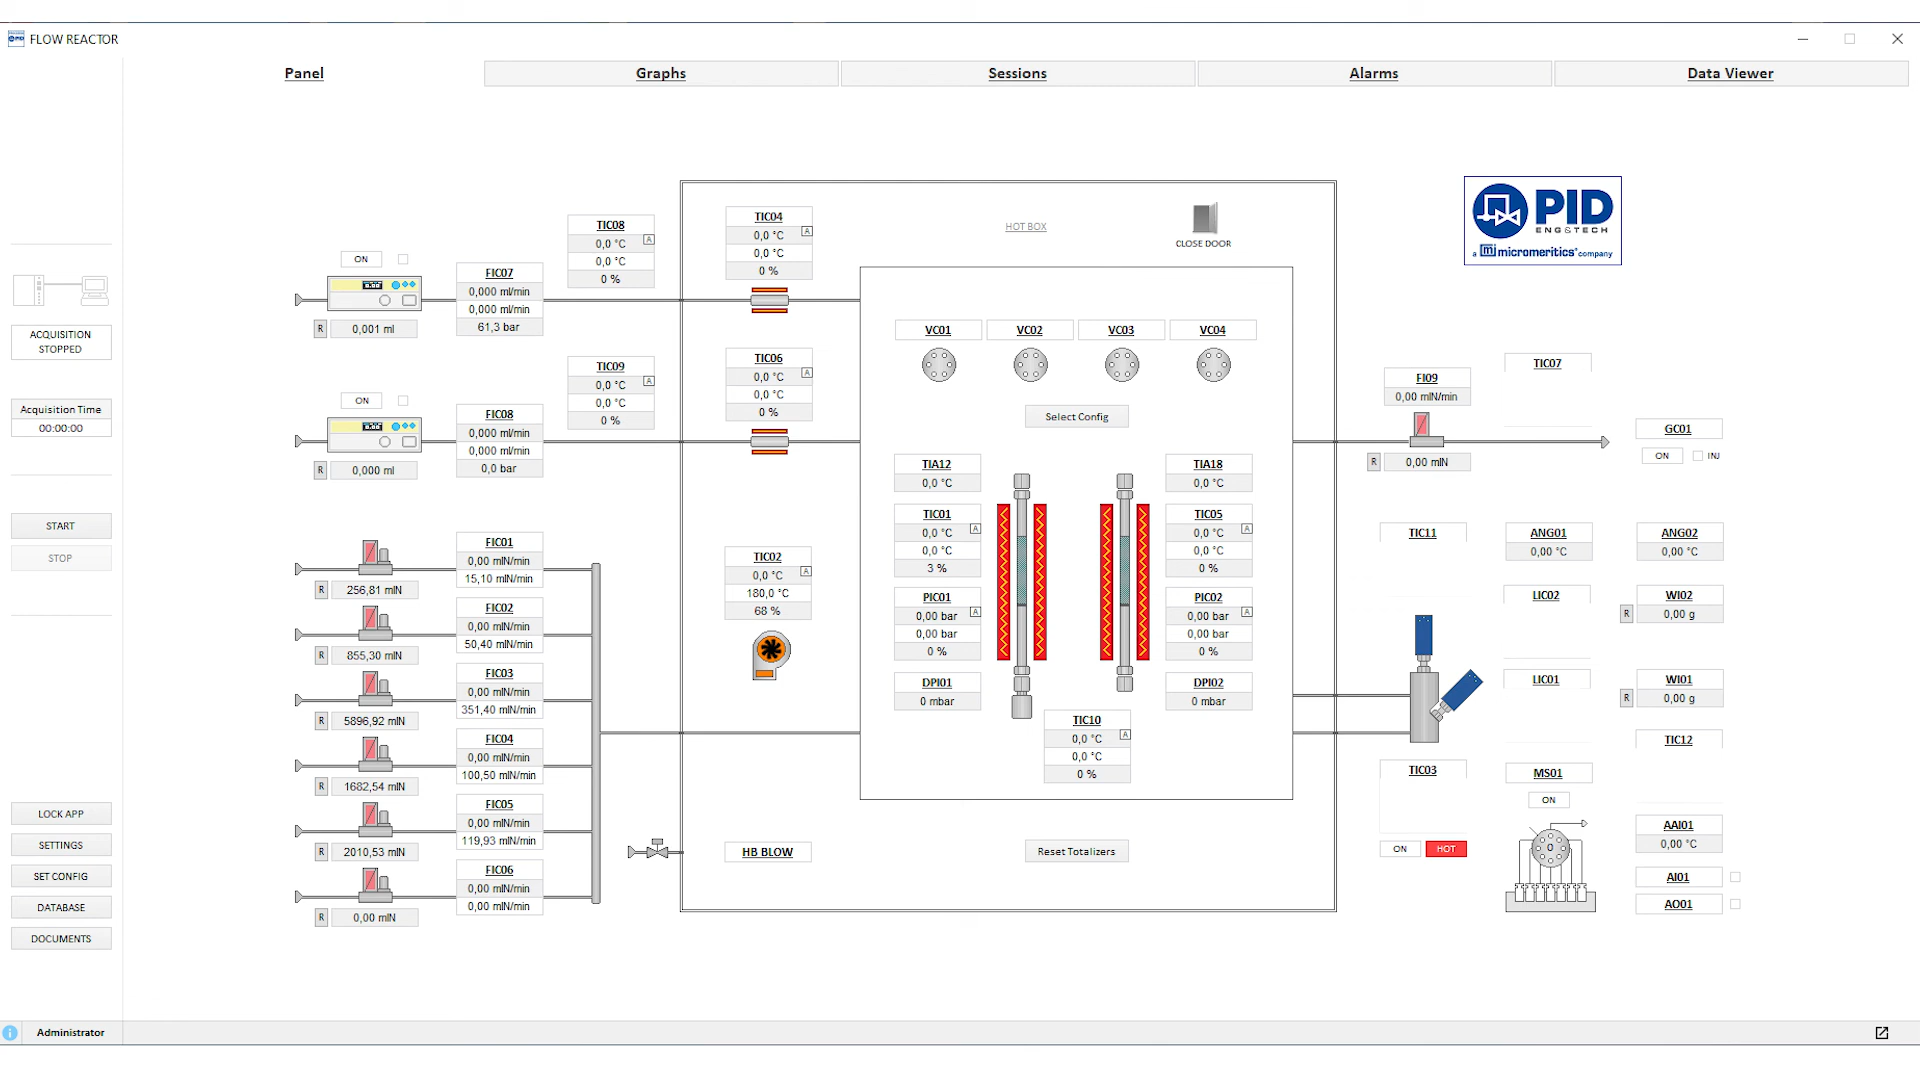 FLOW REACTOR
Panel
Graphs
Sessions
Alarms
Data Viewer
ACQUISITION
STOPPED
Acquisition Time
00:00:00
START
STOP
LOCK APP
SETTINGS
SET CONFIG
DATABASE
DOCUMENTS
Administrator
ON
R
0,001 ml
FIC07
0,000 ml/min
0,000 ml/min
61,3 bar
TIC08
0,0 °C
A
0,0 °C
0 %
TIC04
0,0 °C
A
0,0 °C
0 %
ON
R
0,000 ml
FIC08
0,000 ml/min
0,000 ml/min
0,0 bar
TIC09
0,0 °C
A
0,0 °C
0 %
TIC06
0,0 °C
A
0,0 °C
0 %
FIC01
0,00 mlN/min
15,10 mlN/min
R
256,81 mlN
FIC02
0,00 mlN/min
50,40 mlN/min
R
855,30 mlN
FIC03
0,00 mlN/min
351,40 mlN/min
R
5896,92 mlN
FIC04
0,00 mlN/min
100,50 mlN/min
R
1682,54 mlN
FIC05
0,00 mlN/min
119,93 mlN/min
R
2010,53 mlN
FIC06
0,00 mlN/min
0,00 mlN/min
R
0,00 mlN
TIC02
0,0 °C
A
180,0 °C
68 %
HB BLOW
HOT BOX
CLOSE DOOR
VC01
VC02
VC03
VC04
Select Config
TIA12
0,0 °C
TIC01
0,0 °C
A
0,0 °C
3 %
PIC01
0,00 bar
A
0,00 bar
0 %
DPI01
0 mbar
TIA18
0,0 °C
TIC05
0,0 °C
A
0,0 °C
0 %
PIC02
0,00 bar
A
0,00 bar
0 %
DPI02
0 mbar
TIC10
0,0 °C
A
0,0 °C
0 %
Reset Totalizers
PID
ENG&TECH
a mi micromeritics® company
FI09
0,00 mlN/min
R
0,00 mlN
TIC07
GC01
ON
INJ
TIC11
ANG01
0,00 °C
ANG02
0,00 °C
LIC02
WI02
R
0,00 g
LIC01
WI01
R
0,00 g
TIC12
TIC03
ON
HOT
MS01
ON
0
AAI01
0,00 °C
AI01
AO01